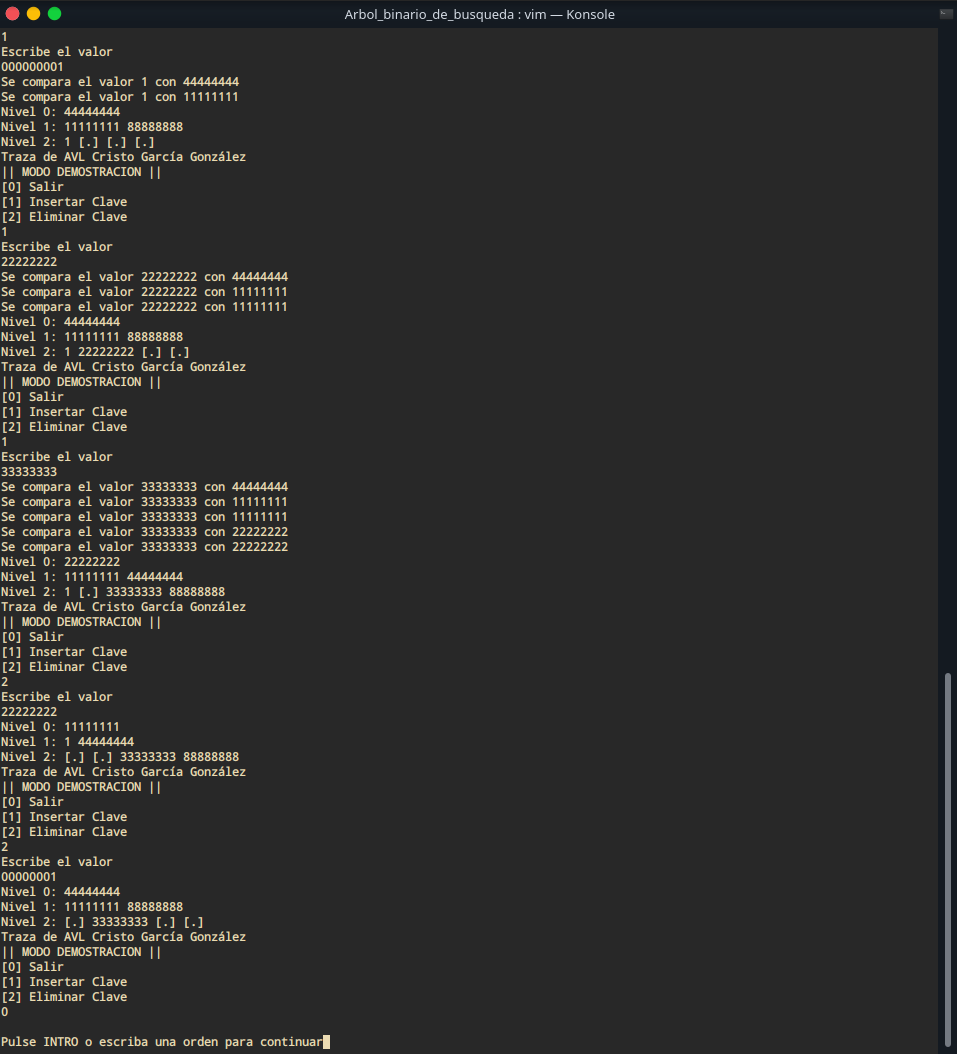 Arbol_binario_de_busqueda : vim — Konsole
1
Escribe el valor
000000001
Se compara el valor 1 con 44444444
Se compara el valor 1 con 11111111
Nivel 0: 44444444
Nivel 1: 11111111 88888888
Nivel 2: 1 [.] [.] [.]
Traza de AVL Cristo García González
|| MODO DEMOSTRACION ||
[0] Salir
[1] Insertar Clave
[2] Eliminar Clave
1
Escribe el valor
22222222
Se compara el valor 22222222 con 44444444
Se compara el valor 22222222 con 11111111
Se compara el valor 22222222 con 11111111
Nivel 0: 44444444
Nivel 1: 11111111 88888888
Nivel 2: 1 22222222 [.] [.]
Traza de AVL Cristo García González
|| MODO DEMOSTRACION ||
[0] Salir
[1] Insertar Clave
[2] Eliminar Clave
1
Escribe el valor
33333333
Se compara el valor 33333333 con 44444444
Se compara el valor 33333333 con 11111111
Se compara el valor 33333333 con 11111111
Se compara el valor 33333333 con 22222222
Se compara el valor 33333333 con 22222222
Nivel 0: 22222222
Nivel 1: 11111111 44444444
Nivel 2: 1 [.] 33333333 88888888
Traza de AVL Cristo García González
|| MODO DEMOSTRACION ||
[0] Salir
[1] Insertar Clave
[2] Eliminar Clave
2
Escribe el valor
22222222
Nivel 0: 11111111
Nivel 1: 1 44444444
Nivel 2: [.] [.] 33333333 88888888
Traza de AVL Cristo García González
|| MODO DEMOSTRACION ||
[0] Salir
[1] Insertar Clave
[2] Eliminar Clave
2
Escribe el valor
00000001
Nivel 0: 44444444
Nivel 1: 11111111 88888888
Nivel 2: [.] 33333333 [.] [.]
Traza de AVL Cristo García González
|| MODO DEMOSTRACION ||
[0] Salir
[1] Insertar Clave
[2] Eliminar Clave
0
Pulse INTRO o escriba una orden para continuar